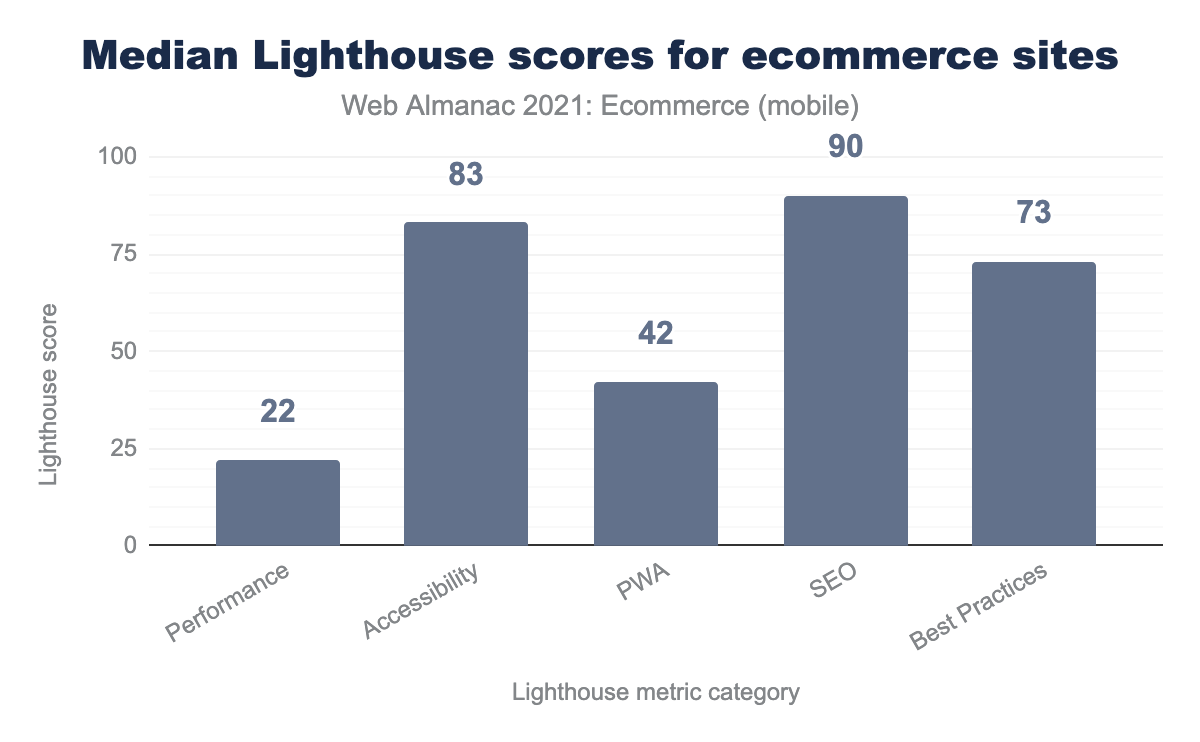 Median Lighthouse scores for ecommerce sites
Web Almanac 2021: Ecommerce (mobile)
Lighthouse score
100
75
50
25
0
22
83
42
90
73
Performance
Accessibility
PWA
SEO
Best Practices
Lighthouse metric category